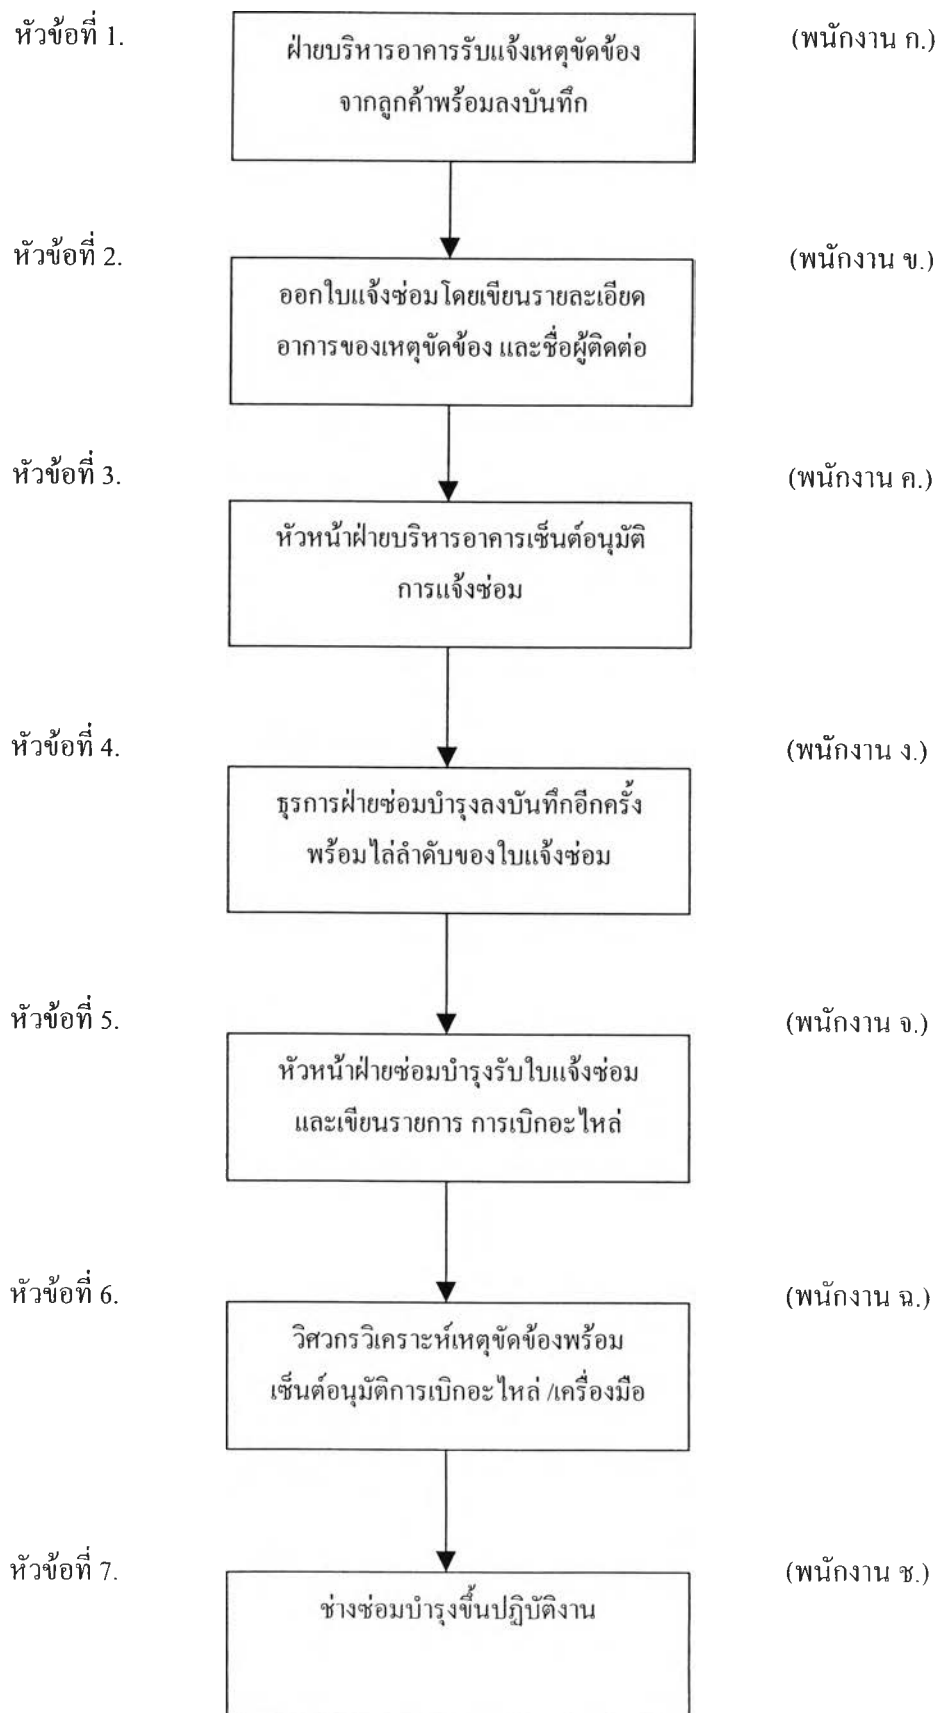 หัวข้อที่ 1.
ฝ่ายบริหารอาคารรับแจ้งเหตุขัดข้อง
จากลูกค้าพร้อมลงบันทึก
(พนักงาน ก.)
หัวข้อที่ 2.
ออกใบแจ้งซ่อมโดยเขียนรายละเอียด
อาการของเหตุขัดข้อง และชื่อผู้ติดต่อ
(พนักงาน ข.)
หัวข้อที่ 3.
หัวหน้าฝ่ายบริหารอาคารเซ็นต์อนุมัติ
การแจ้งซ่อม
(พนักงาน ค.)
หัวข้อที่ 4.
ธุรการฝ่ายซ่อมบำรุงลงบันทึกอีกครั้ง
พร้อมไล่ลำดับของใบแจ้งซ่อม
(พนักงาน ง.)
หัวข้อที่ 5.
หัวหน้าฝ่ายซ่อมบำรุงรับใบแจ้งซ่อม
และเขียนรายการ การเบิกอะไหล่
(พนักงาน จ.)
หัวข้อที่ 6.
วิศวกรวิเคราะห์เหตุขัดข้องพร้อม
เซ็นต์อนุมัติการเบิกอะไหล่ /เครื่องมือ
(พนักงาน ฉ.)
หัวข้อที่ 7.
ช่างซ่อมบำรุงขึ้นปฏิบัติงาน
(พนักงาน ช.)